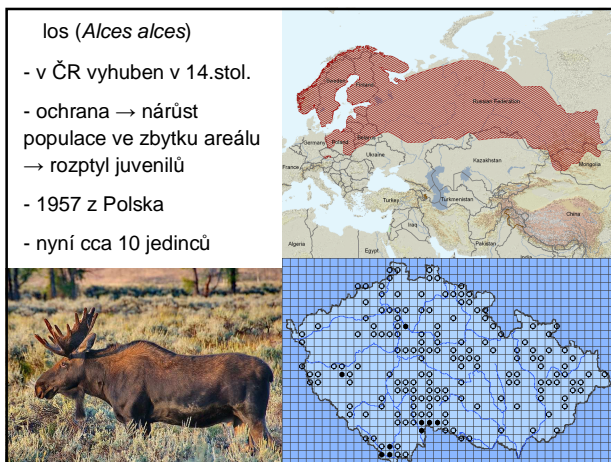 los (Alces alces)
- v ČR vyhuben v 14.stol.
- ochrana → nárůst
populace ve zbytku areálu
→ rozptyl juvenilů
- 1957 z Polska
- nyní cca 10 jedinců
Sweden
Finland
Russian Federation
Belarus
Germany
Poland
Ukraine
France
Kazakhstan
Mongolia
Turkey
Turkmenistan
China
Iraq
Algeria
Egypt
Pakistan
India